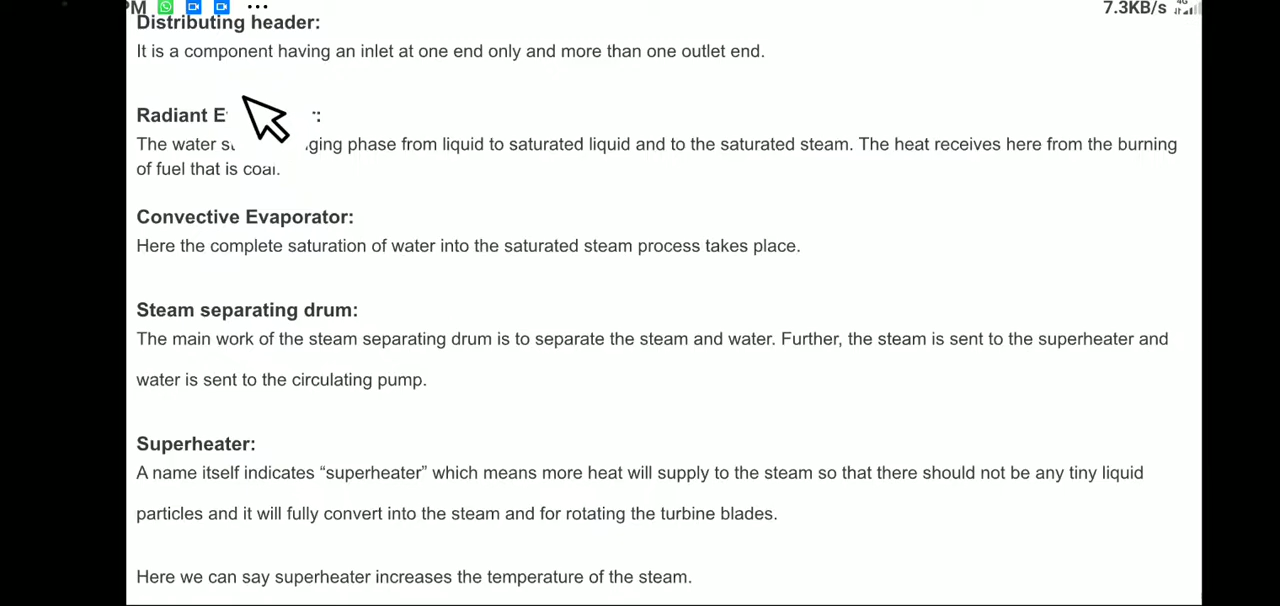 PM 7.3KB/s 4G
Distributing header:
It is a component having an inlet at one end only and more than one outlet end.
Radiant :
The water ging phase from liquid to saturated liquid and to the saturated steam. The heat receives here from the burning
of fuel that is coal.
Convective Evaporator:
Here the complete saturation of water into the saturated steam process takes place.
Steam separating drum:
The main work of the steam separating drum is to separate the steam and water. Further, the steam is sent to the superheater and
water is sent to the circulating pump.
Superheater:
A name itself indicates “superheater” which means more heat will supply to the steam so that there should not be any tiny liquid
particles and it will fully convert into the steam and for rotating the turbine blades.
Here we can say superheater increases the temperature of the steam.